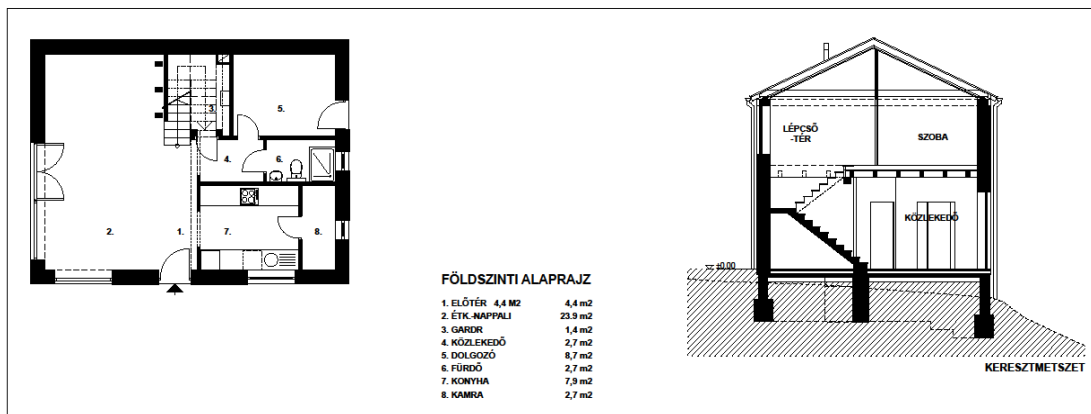 3.
5.
4.
6.
2.
1.
7.
8.
FÖLDSZINTI ALAPRAJZ
1. ELŐTÉR 4,4 M2 4,4 m2
2. ÉTK.-NAPPALI 23.9 m2
3. GARDR 1,4 m2
4. KÖZLEKEDŐ 2,7 m2
5. DOLGOZÓ 8,7 m2
6. FÜRDŐ 2,7 m2
7. KONYHA 7,9 m2
8. KAMRA 2,7 m2
LÉPCSŐ
-TÉR
SZOBA
KÖZLEKEDŐ
±0.00
KERESZTMETSZET